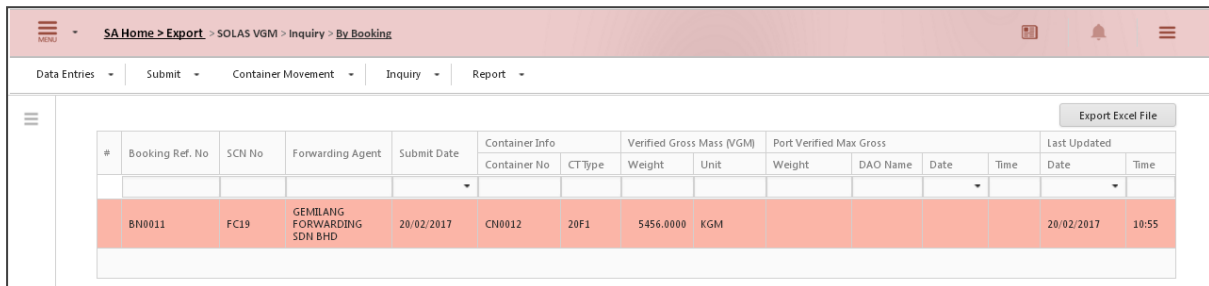 MENU SA Home > Export > SOLAS VGM > Inquiry > By Booking
Data Entries Submit Container Movement Inquiry Report
Export Excel File
# Booking Ref. No SCN No Forwarding Agent Submit Date Container Info Verified Gross Mass (VGM) Port Verified Max Gross Last Updated
Container No CT Type Weight Unit Weight DAO Name Date Time Date Time
BN0011 FC19 GEMILANG FORWARDING SDN BHD 20/02/2017 CN0012 20F1 5456.0000 KGM 20/02/2017 10:55